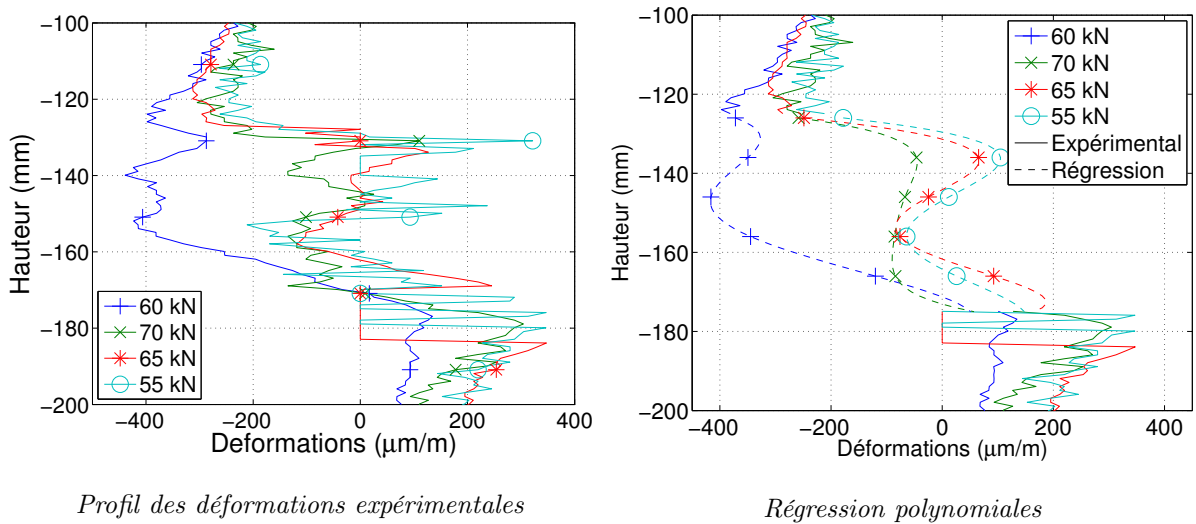 −100
−120
−140
−160
−180
−200
−400
−200
0
200
400
Hauteur (mm)
Deformations (µm/m)
60 kN
70 kN
65 kN
55 kN
−100
−120
−140
−160
−180
−200
−400
−200
0
200
400
Hauteur (mm)
Déformations (µm/m)
60 kN
70 kN
65 kN
55 kN
Expérimental
Régression
Profil des déformations expérimentales
Régression polynomiales